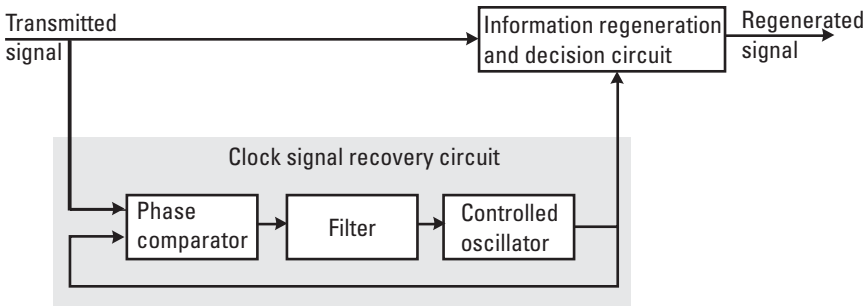 Transmitted
signal
Information regeneration
and decision circuit
Regenerated
signal
Clock signal recovery circuit
Phase
comparator
Filter
Controlled
oscillator